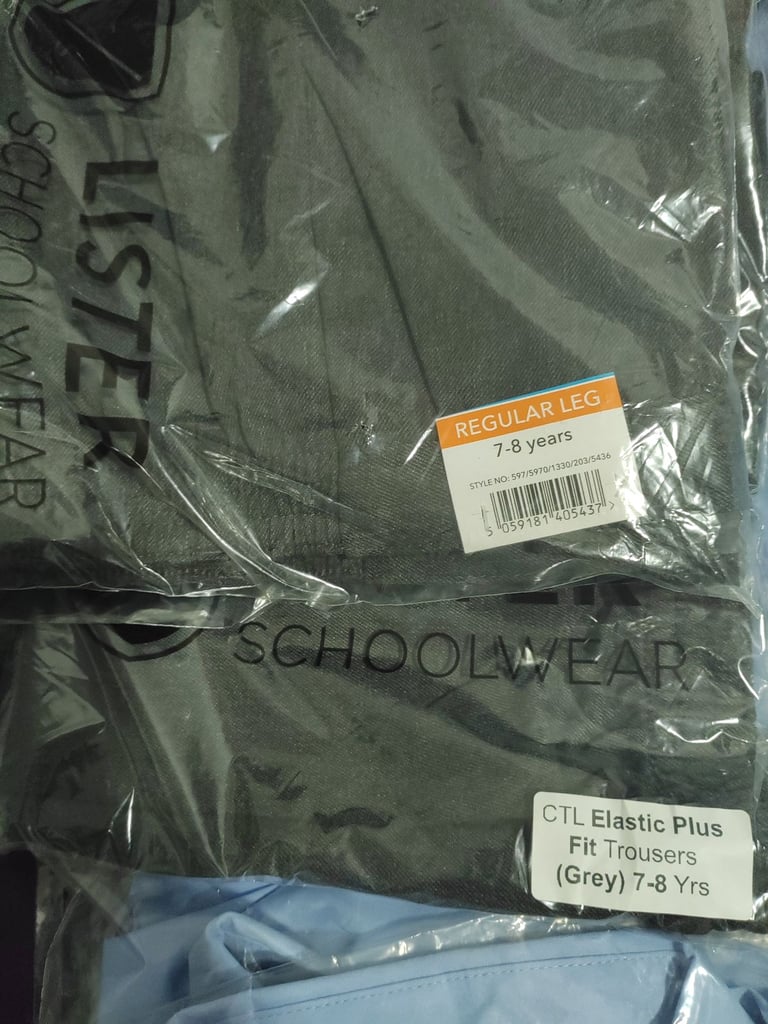 LISTER
SCHOOLWEAR
REGULAR LEG
7-8 years
STYLE NO: 597/5970/1330/203/5436
5 059181 405437 >
SCHOOLWEAR
CTL Elastic Plus
Fit Trousers
(Grey) 7-8 Yrs